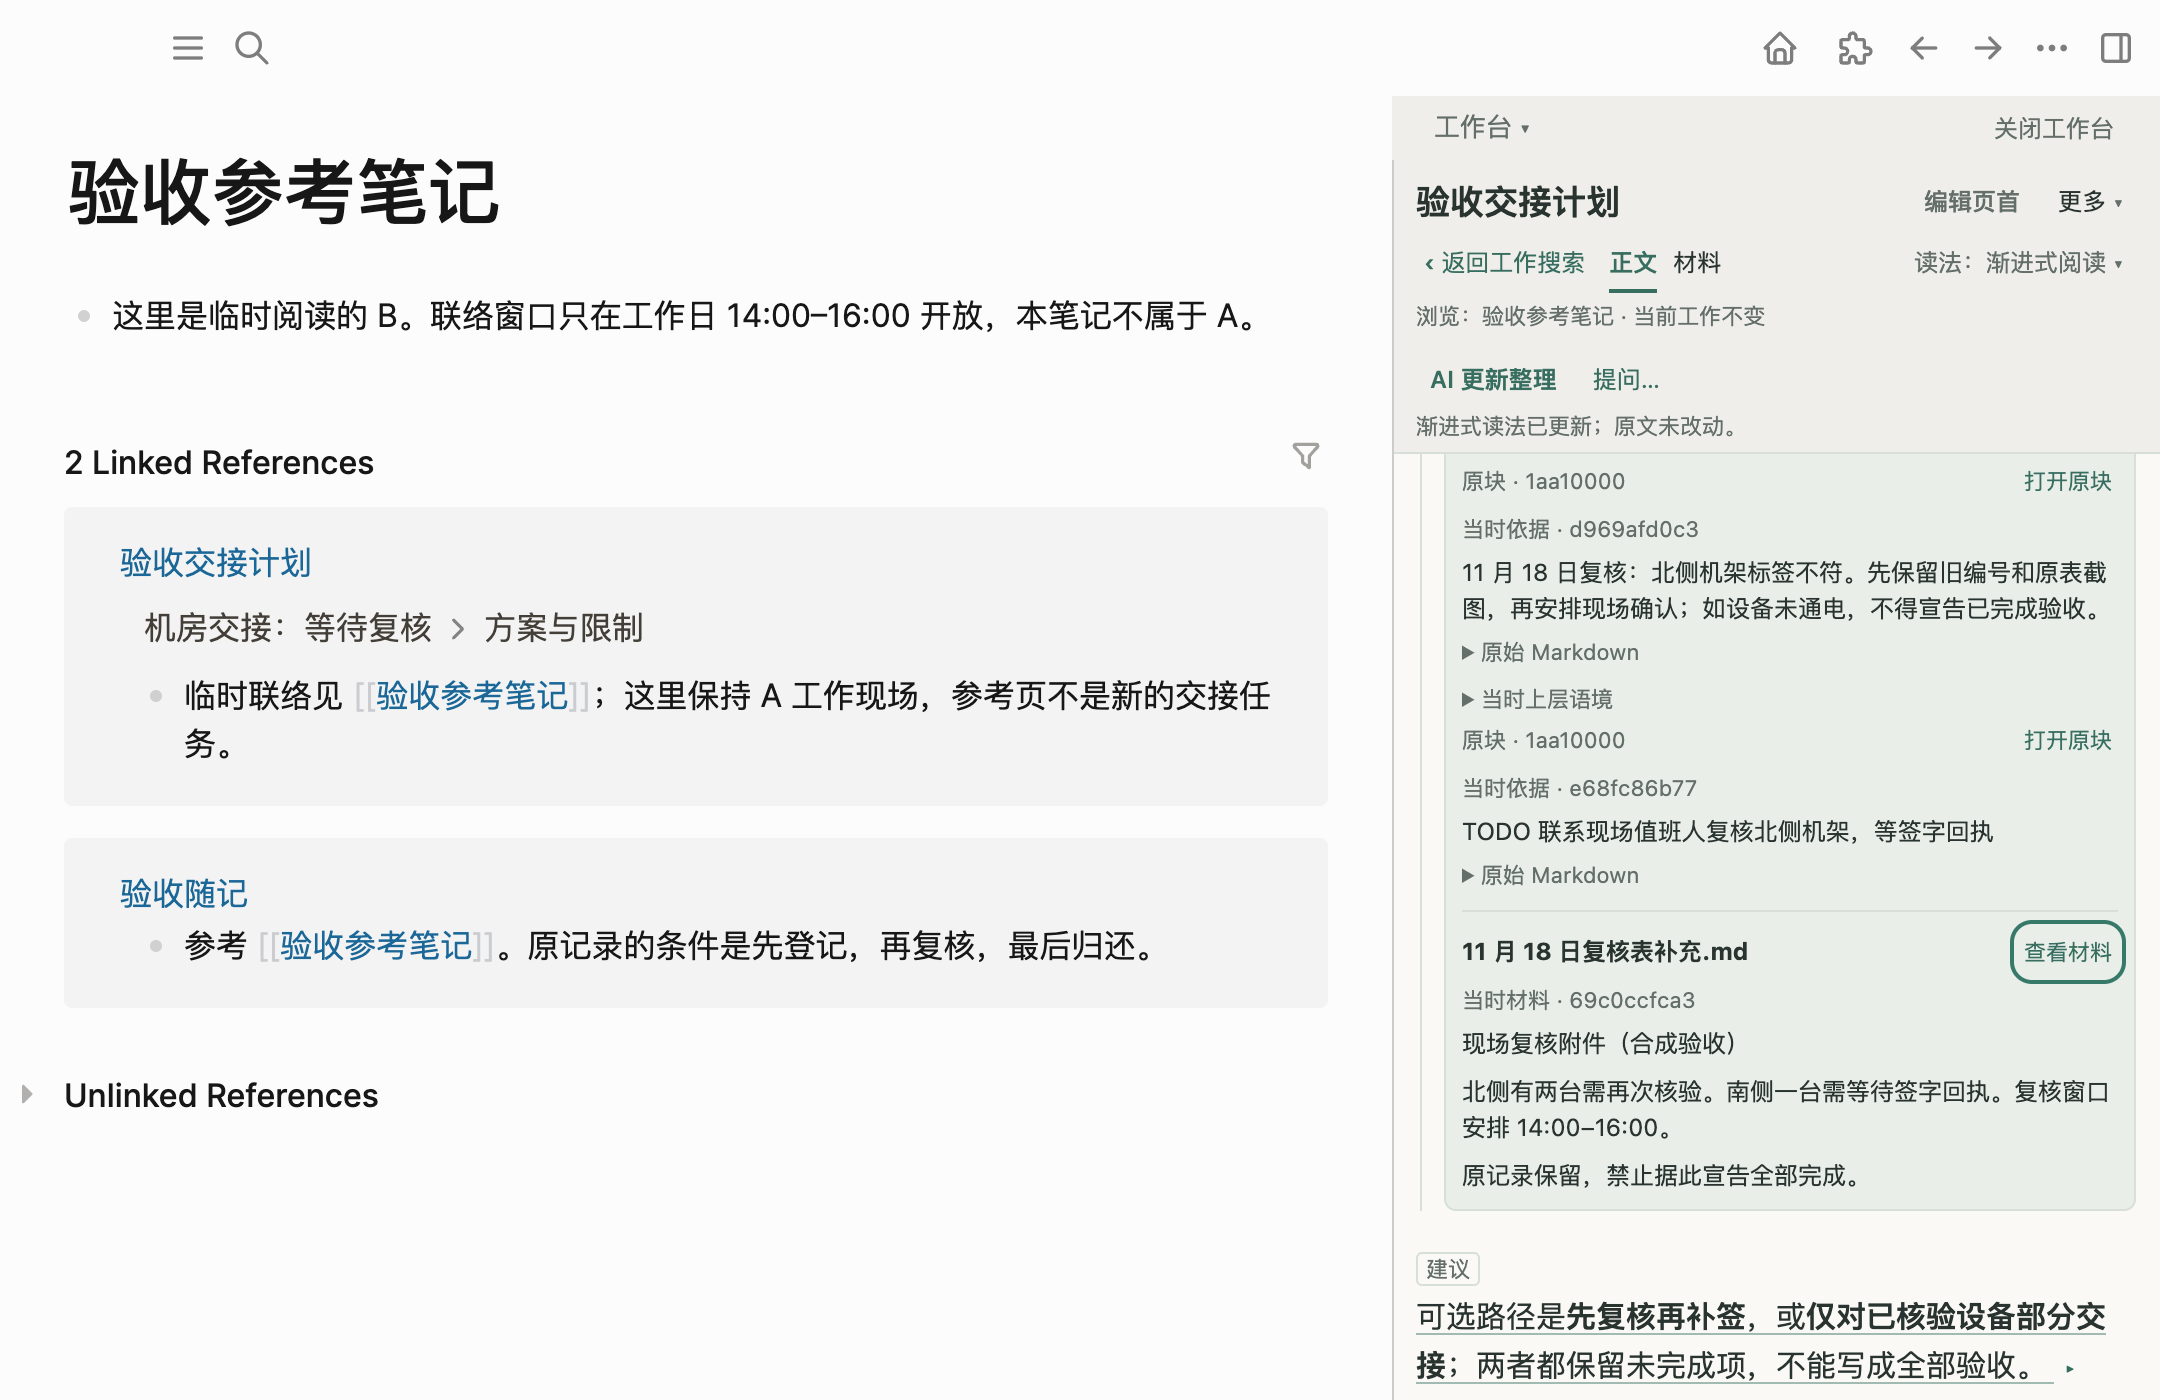 验收参考笔记
这里是临时阅读的 B。联络窗口只在工作日 14:00–16:00 开放，本笔记不属于 A。
2 Linked References
验收交接计划
机房交接：等待复核 > 方案与限制
临时联络见 [[验收参考笔记]]；这里保持 A 工作现场，参考页不是新的交接任
务。
验收随记
参考 [[验收参考笔记]]。原记录的条件是先登记，再复核，最后归还。
Unlinked References
工作台 ▾
关闭工作台
验收交接计划
编辑页首
更多 ▾
‹ 返回工作搜索
正文
材料
读法：渐进式阅读 ▾
浏览：验收参考笔记 · 当前工作不变
AI 更新整理
提问...
渐进式读法已更新；原文未改动。
原块 · 1aa10000
打开原块
当时依据 · d969afd0c3
11 月 18 日复核：北侧机架标签不符。先保留旧编号和原表截
图，再安排现场确认；如设备未通电，不得宣告已完成验收。
▶ 原始 Markdown
▶ 当时上层语境
原块 · 1aa10000
打开原块
当时依据 · e68fc86b77
TODO 联系现场值班人复核北侧机架，等签字回执
▶ 原始 Markdown
11 月 18 日复核表补充.md
查看材料
当时材料 · 69c0ccfca3
现场复核附件（合成验收）
北侧有两台需再次核验。南侧一台需等待签字回执。复核窗口
安排 14:00–16:00。
原记录保留，禁止据此宣告全部完成。
建议
可选路径是先复核再补签，或仅对已核验设备部分交
接；两者都保留未完成项，不能写成全部验收。 ▸